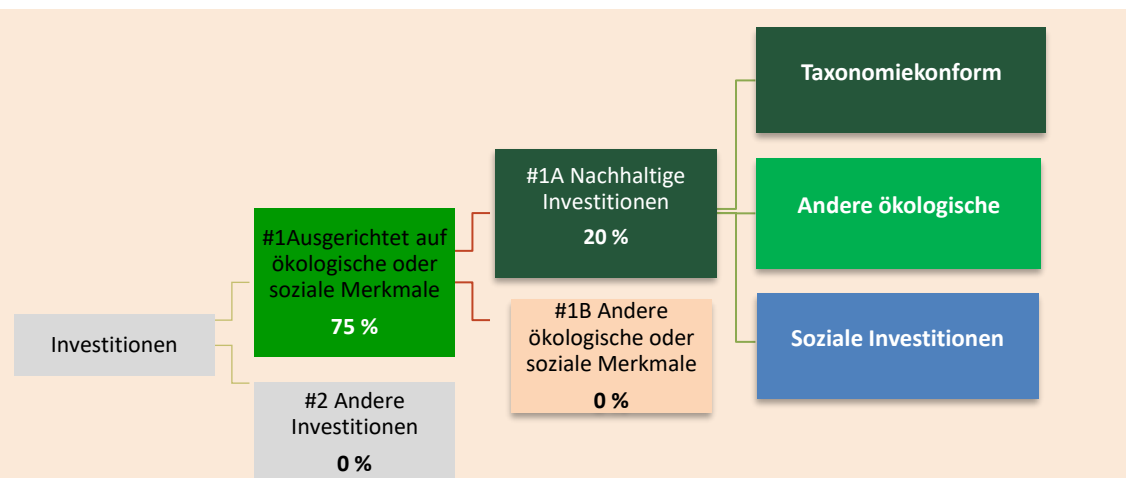 Investitionen
#1Ausgerichtet auf
ökologische oder
soziale Merkmale
75 %
#2 Andere
Investitionen
0 %
#1A Nachhaltige
Investitionen
20 %
#1B Andere
ökologische oder
soziale Merkmale
0 %
Taxonomiekonform
Andere ökologische
Soziale Investitionen